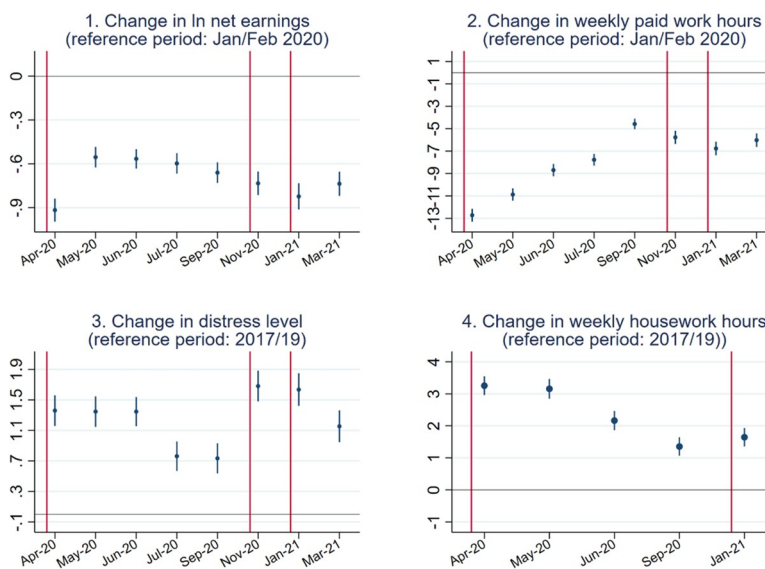 1. Change in ln net earnings
(reference period: Jan/Feb 2020)
0
-.3
-.6
-.9
Apr-20 May-20 Jun-20 Jul-20 Sep-20 Nov-20 Jan-21 Mar-21
2. Change in weekly paid work hours
(reference period: Jan/Feb 2020)
1
-1
-3
-5
-7
-9
-11
-13
Apr-20 May-20 Jun-20 Jul-20 Sep-20 Nov-20 Jan-21 Mar-21
3. Change in distress level
(reference period: 2017/19)
1.9
1.5
1.1
.7
.3
-.1
Apr-20 May-20 Jun-20 Jul-20 Sep-20 Nov-20 Jan-21 Mar-21
4. Change in weekly housework hours
(reference period: 2017/19))
4
3
2
1
0
-1
Apr-20 May-20 Jun-20 Sep-20 Jan-21